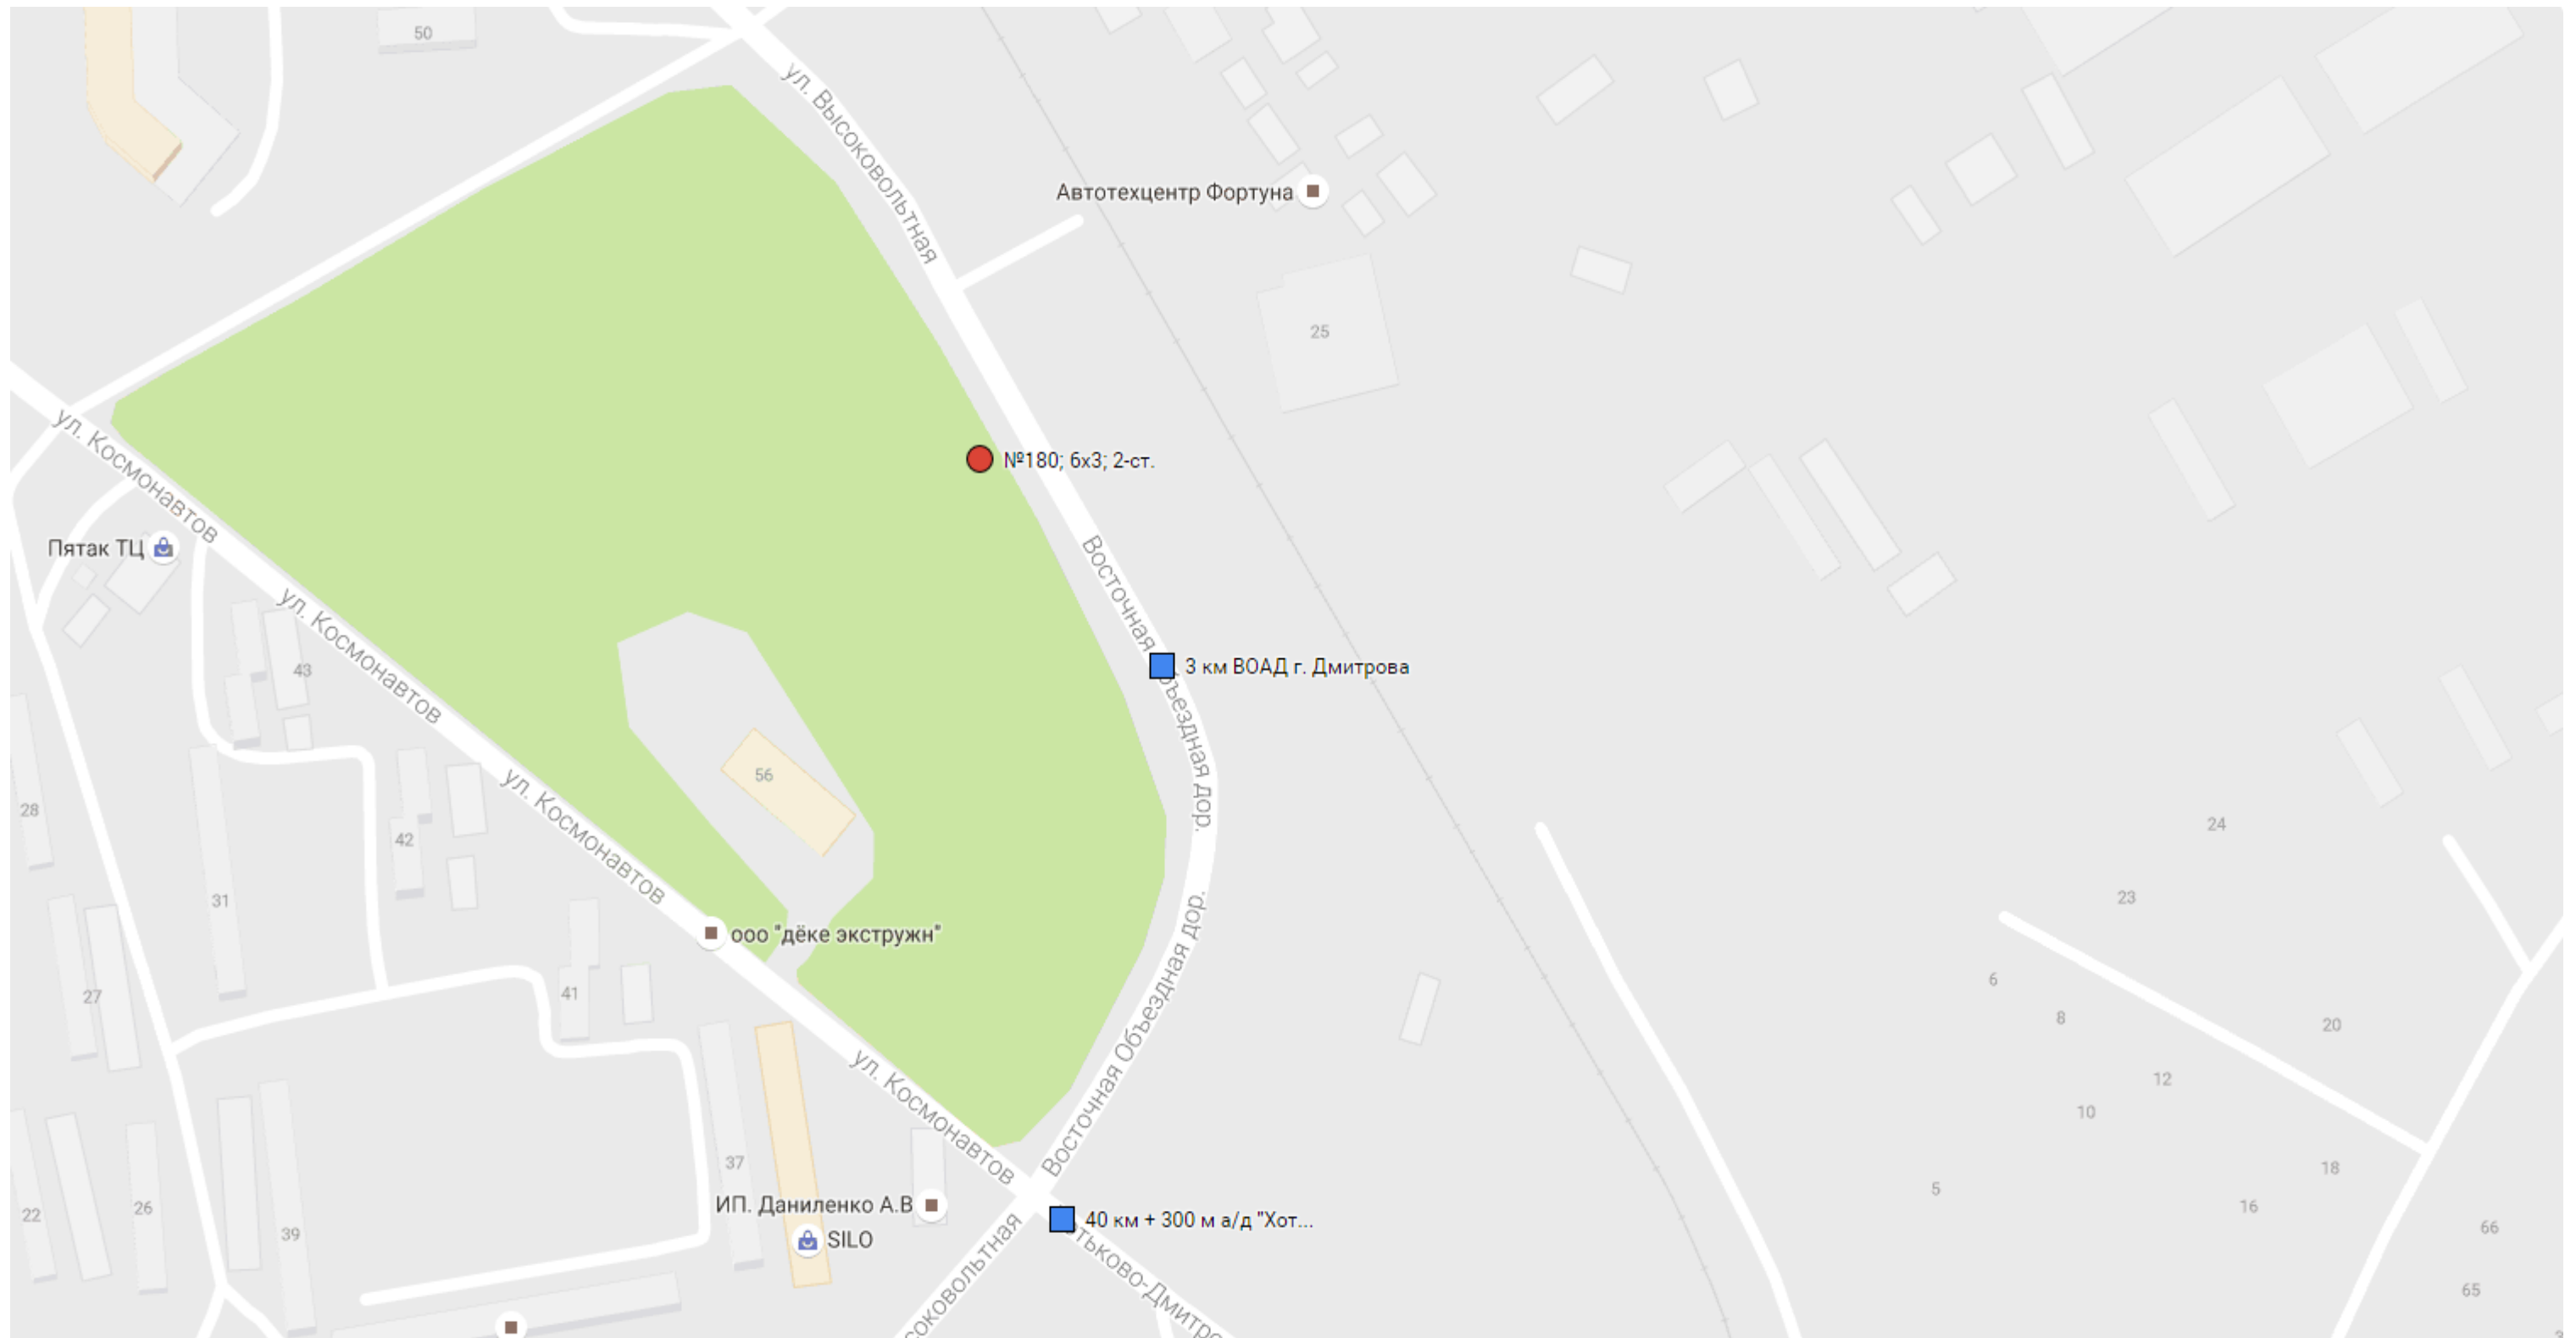 50
ул. Высоковольтная
Автотехцентр Фортуна
25
ул. Космонавтов
№180; 6х3; 2-ст.
Пятак ТЦ
Восточная Объездная дор.
ул. Космонавтов
43
3 км ВОАД г. Дмитрова
56
28
42
ул. Космонавтов
24
31
23
ооо "дёке экстружн"
Восточная Объездная дор.
27
41
6
8
20
ул. Космонавтов
12
10
37
18
5
26
22
39
ИП. Даниленко А.В
16
40 км + 300 м а/д "Хот...
66
SILO
65
соковольтная
тьково-Дмитро